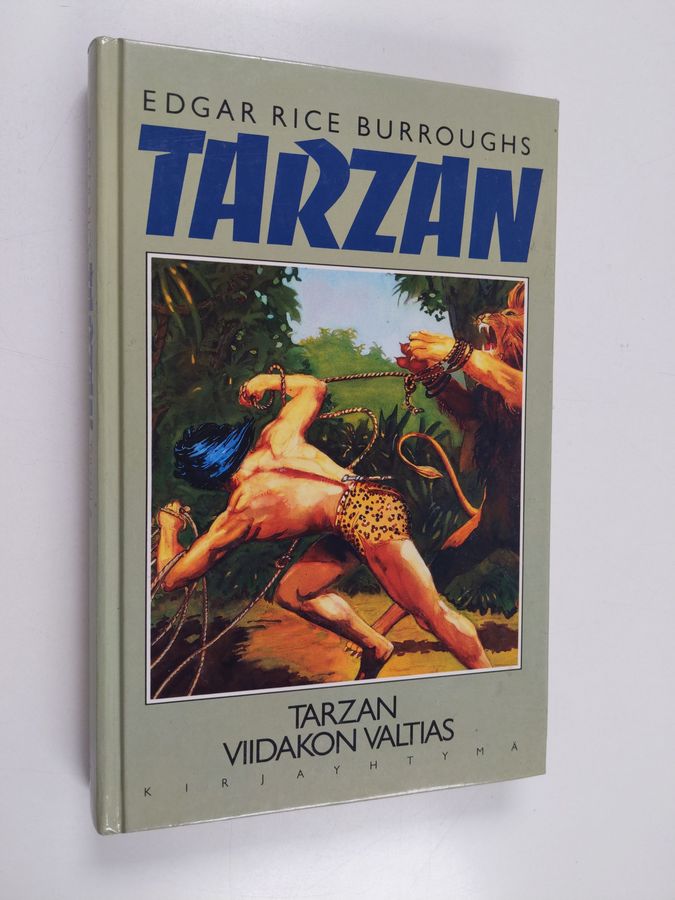 EDGAR RICE BURROUGHS
TARZAN
TARZAN
VIIDAKON VALTIAS
KIRJAYHTYMÄ